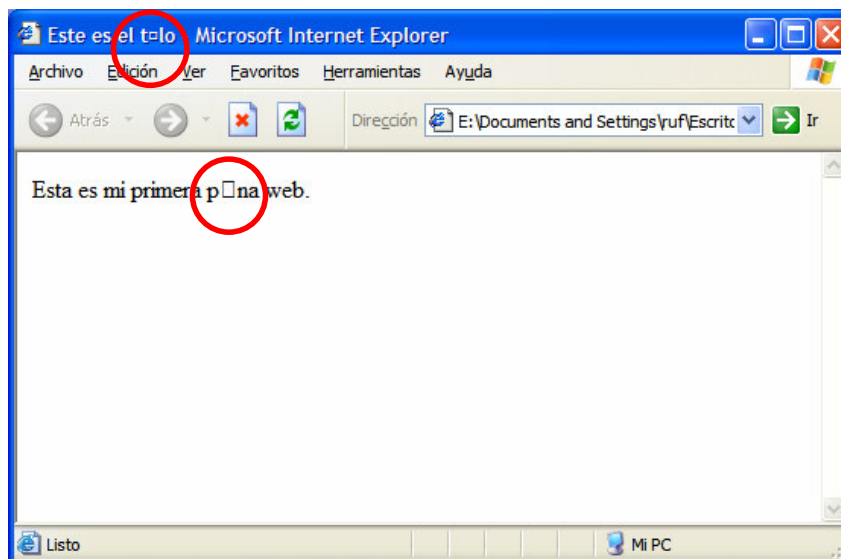 Este es el t¤lo - Microsoft Internet Explorer
Archivo Edición Ver Favoritos Herramientas Ayuda
Atrás Dirección E:\Documents and Settings\ruf\Escritc Ir
Esta es mi primera p□na web.
Listo Mi PC